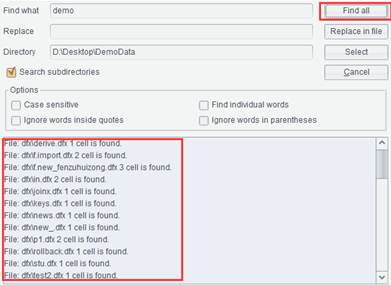 Find what demo Find all
Replace Replace in file
Directory D:\Desktop\DemoData Select
Search subdirectories Cancel
Options
Case sensitive Find individual words
Ignore words inside quotes Ignore words in parentheses
File: dfx\derive.dfx 1 cell is found.
File: dfx\f.import.dfx 2 cell is found.
File: dfx\f.new_fenzuhuizong.dfx 3 cell is found.
File: dfx\in.dfx 2 cell is found.
File: dfx\joinx.dfx 1 cell is found.
File: dfx\keys.dfx 1 cell is found.
File: dfx\news.dfx 1 cell is found.
File: dfx\new_.dfx 1 cell is found.
File: dfx\p1.dfx 2 cell is found.
File: dfx\rollback.dfx 1 cell is found.
File: dfx\stu.dfx 1 cell is found.
File: dfx\test2.dfx 1 cell is found.